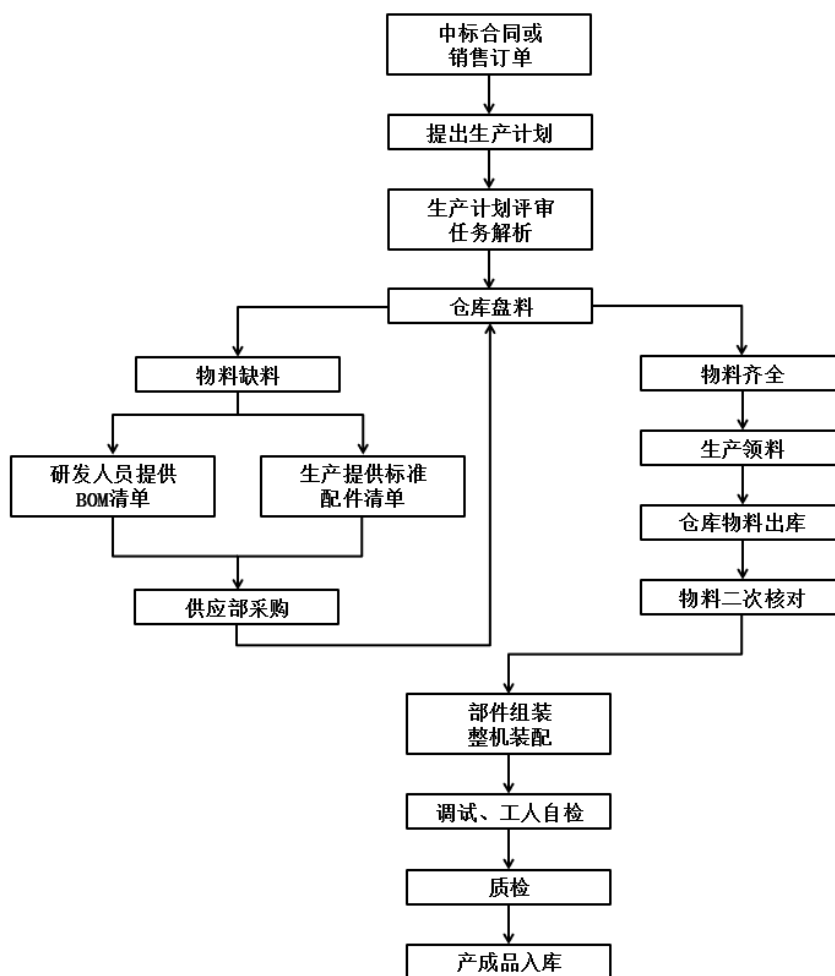 中标合同或
销售订单
提出生产计划
生产计划评审
任务解析
仓库盘料
物料缺料
物料齐全
研发人员提供
BOM清单
生产提供标准
配件清单
生产领料
仓库物料出库
供应部采购
物料二次核对
部件组装
整机装配
调试、工人自检
质检
产成品入库